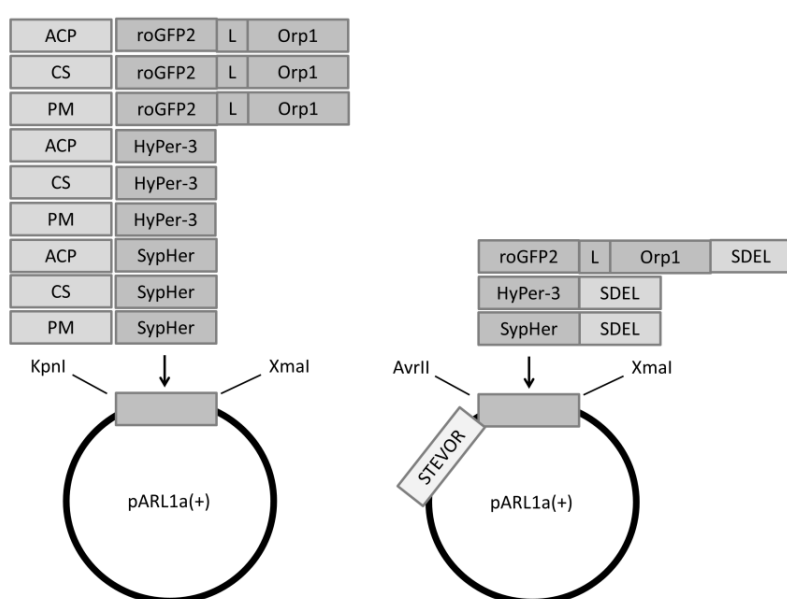 ACP roGFP2 L Orp1
CS roGFP2 L Orp1
PM roGFP2 L Orp1
ACP HyPer-3
CS HyPer-3
PM HyPer-3
ACP SypHer
CS SypHer
PM SypHer
KpnI XmaI
pARL1a(+)
roGFP2 L Orp1 SDEL
HyPer-3 SDEL
SypHer SDEL
AvrII XmaI
STEVOR
pARL1a(+)